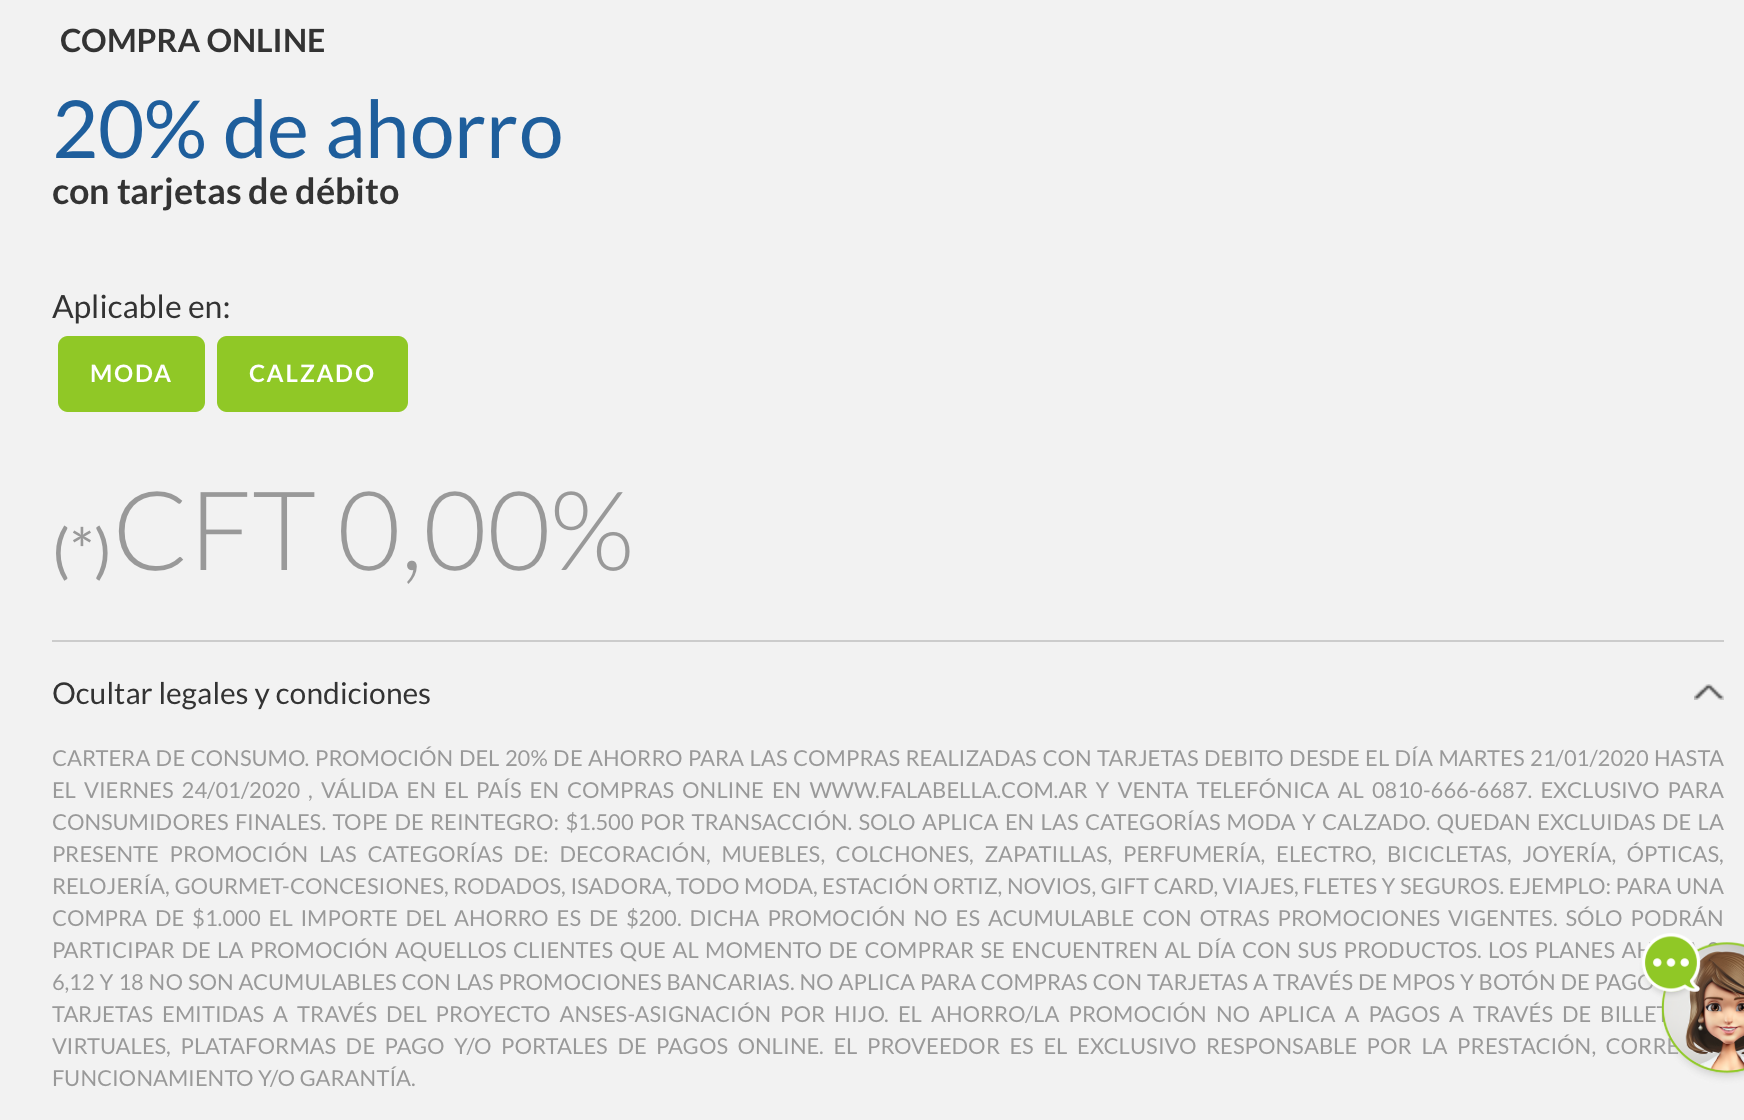 COMPRA ONLINE
20% de ahorro
con tarjetas de débito
Aplicable en:
MODA CALZADO
(*)CFT 0,00%
Ocultar legales y condiciones
CARTERA DE CONSUMO. PROMOCIÓN DEL 20% DE AHORRO PARA LAS COMPRAS REALIZADAS CON TARJETAS DEBITO DESDE EL DÍA MARTES 21/01/2020 HASTA
EL VIERNES 24/01/2020 , VÁLIDA EN EL PAÍS EN COMPRAS ONLINE EN WWW.FALABELLA.COM.AR Y VENTA TELEFÓNICA AL 0810-666-6687. EXCLUSIVO PARA
CONSUMIDORES FINALES. TOPE DE REINTEGRO: $1.500 POR TRANSACCIÓN. SOLO APLICA EN LAS CATEGORÍAS MODA Y CALZADO. QUEDAN EXCLUIDAS DE LA
PRESENTE PROMOCIÓN LAS CATEGORÍAS DE: DECORACIÓN, MUEBLES, COLCHONES, ZAPATILLAS, PERFUMERÍA, ELECTRO, BICICLETAS, JOYERÍA, ÓPTICAS,
RELOJERÍA, GOURMET-CONCESIONES, RODADOS, ISADORA, TODO MODA, ESTACIÓN ORTIZ, NOVIOS, GIFT CARD, VIAJES, FLETES Y SEGUROS. EJEMPLO: PARA UNA
COMPRA DE $1.000 EL IMPORTE DEL AHORRO ES DE $200. DICHA PROMOCIÓN NO ES ACUMULABLE CON OTRAS PROMOCIONES VIGENTES. SÓLO PODRÁN
PARTICIPAR DE LA PROMOCIÓN AQUELLOS CLIENTES QUE AL MOMENTO DE COMPRAR SE ENCUENTREN AL DÍA CON SUS PRODUCTOS. LOS PLANES
6,12 Y 18 NO SON ACUMULABLES CON LAS PROMOCIONES BANCARIAS. NO APLICA PARA COMPRAS CON TARJETAS A TRAVÉS DE MPOS Y BOTÓN DE PAGO
TARJETAS EMITIDAS A TRAVÉS DEL PROYECTO ANSES-ASIGNACIÓN POR HIJO. EL AHORRO/LA PROMOCIÓN NO APLICA A PAGOS A TRAVÉS DE
VIRTUALES, PLATAFORMAS DE PAGO Y/O PORTALES DE PAGOS ONLINE. EL PROVEEDOR ES EL EXCLUSIVO RESPONSABLE POR LA PRESTACIÓN,
FUNCIONAMIENTO Y/O GARANTÍA.